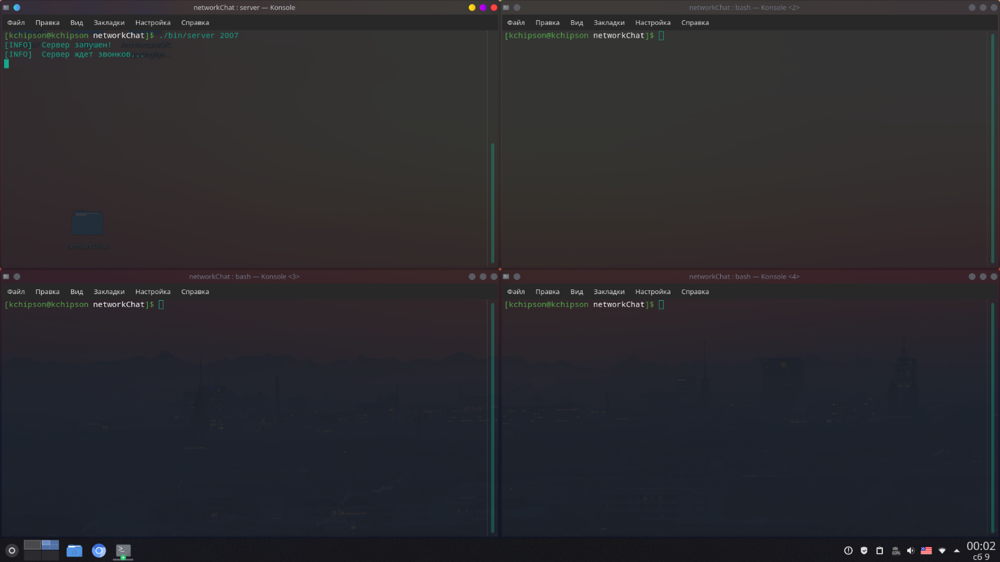 networkChat : server — Konsole
Файл Правка Вид Закладки Настройка Справка
[kchipson@kchipson networkChat]$ ./bin/server 2007
[INFO] Сервер запушен!
[INFO] Сервер ждет звонков...
networkChat
networkChat : bash — Konsole <2>
Файл Правка Вид Закладки Настройка Справка
[kchipson@kchipson networkChat]$
networkChat : bash — Konsole <3>
Файл Правка Вид Закладки Настройка Справка
[kchipson@kchipson networkChat]$
networkChat : bash — Konsole <4>
Файл Правка Вид Закладки Настройка Справка
[kchipson@kchipson networkChat]$
00:02
сб 9